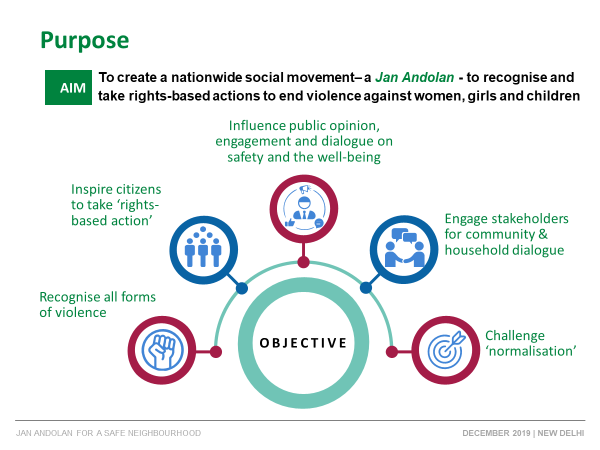 Purpose
AIM
To create a nationwide social movement– a Jan Andolan - to recognise and
take rights-based actions to end violence against women, girls and children
Influence public opinion,
engagement and dialogue on
safety and the well-being
Inspire citizens
to take ‘rights-
based action’
Engage stakeholders
for community &
household dialogue
Recognise all forms
of violence
OBJECTIVE
Challenge
‘normalisation’
JAN ANDOLAN FOR A SAFE NEIGHBOURHOOD
DECEMBER 2019 | NEW DELHI